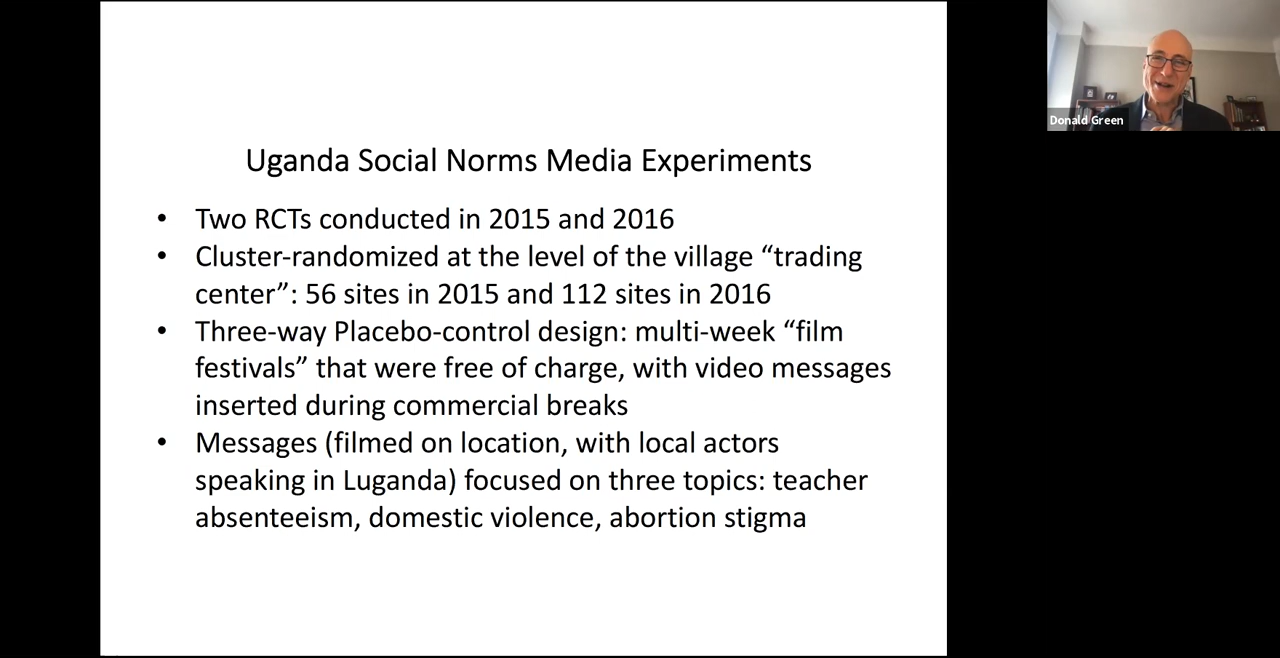 Uganda Social Norms Media Experiments
• Two RCTs conducted in 2015 and 2016
• Cluster-randomized at the level of the village “trading
center”: 56 sites in 2015 and 112 sites in 2016
• Three-way Placebo-control design: multi-week “film
festivals” that were free of charge, with video messages
inserted during commercial breaks
• Messages (filmed on location, with local actors
speaking in Luganda) focused on three topics: teacher
absenteeism, domestic violence, abortion stigma
Donald Green